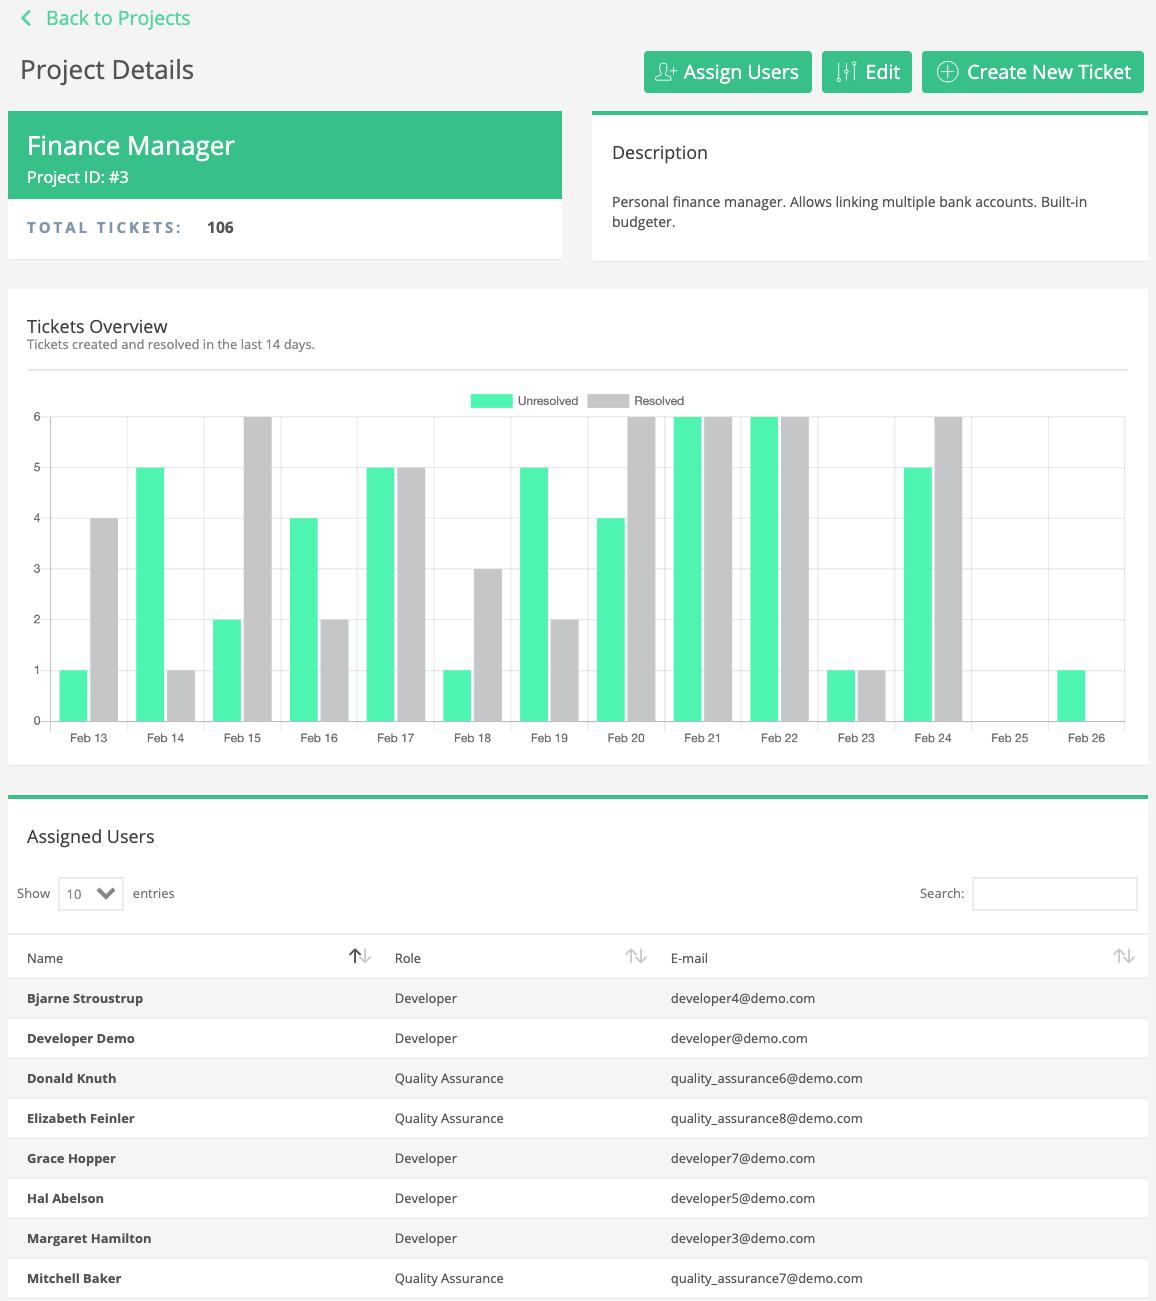 Back to Projects
Project Details
Assign Users
Edit
Create New Ticket
Finance Manager
Project ID: #3
TOTAL TICKETS: 106
Description
Personal finance manager. Allows linking multiple bank accounts. Built-in
budgeter.
Tickets Overview
Tickets created and resolved in the last 14 days.
Unresolved Resolved
6
5
4
3
2
1
0
Feb 13 Feb 14 Feb 15 Feb 16 Feb 17 Feb 18 Feb 19 Feb 20 Feb 21 Feb 22 Feb 23 Feb 24 Feb 25 Feb 26
Assigned Users
Show 10 entries Search:
Name Role E-mail
Bjarne Stroustrup Developer developer4@demo.com
Developer Demo Developer developer@demo.com
Donald Knuth Quality Assurance quality_assurance6@demo.com
Elizabeth Feinler Quality Assurance quality_assurance8@demo.com
Grace Hopper Developer developer7@demo.com
Hal Abelson Developer developer5@demo.com
Margaret Hamilton Developer developer3@demo.com
Mitchell Baker Quality Assurance quality_assurance7@demo.com